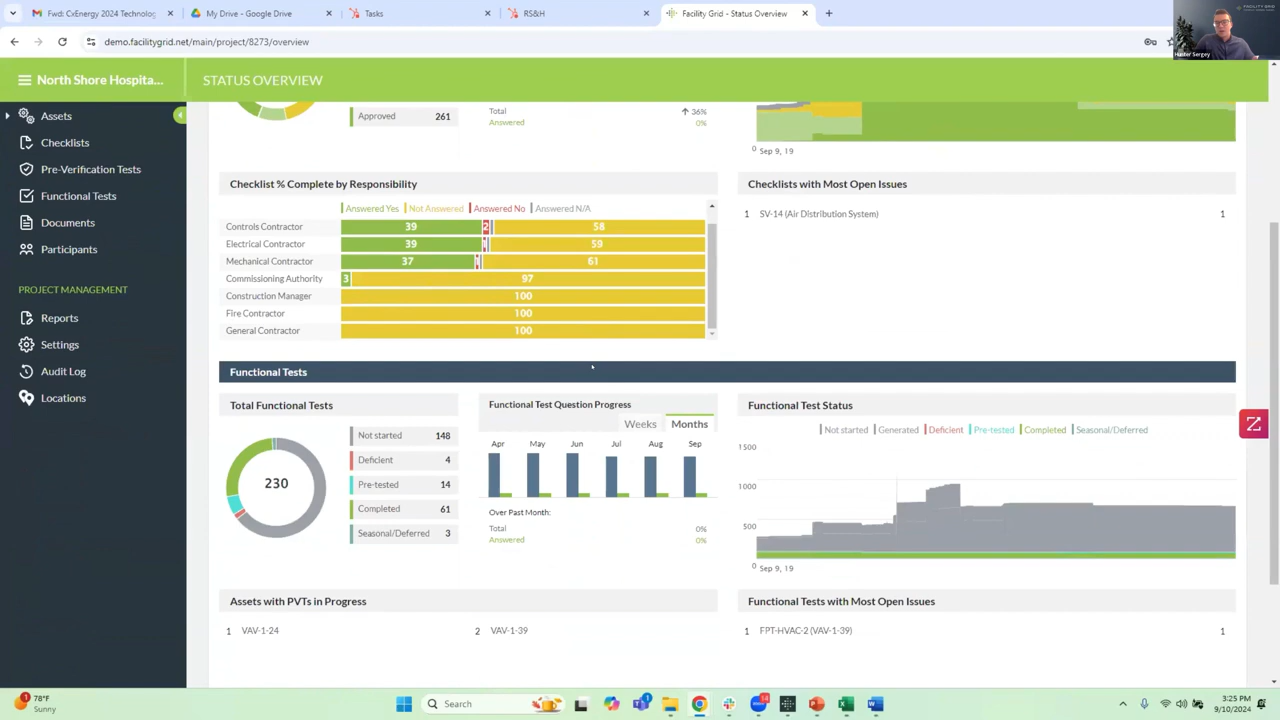 Fwd: CxEnergy 2024 Technolog
My Drive - Google Drive
Tasks
RS&H
Facility Grid - Status Overview
FACILITY GRID
demo.facilitygrid.net/main/project/8273/overview
Hunter Sergey
North Shore Hospita...
STATUS OVERVIEW
Assets
Checklists
Pre-Verification Tests
Functional Tests
Documents
Participants
PROJECT MANAGEMENT
Reports
Settings
Audit Log
Locations
Approved 261
Total 36%
Answered 0%
0 Sep 9, 19
Checklist % Complete by Responsibility
Answered Yes Not Answered Answered No Answered N/A
Controls Contractor 39 2 58
Electrical Contractor 39 59
Mechanical Contractor 37 61
Commissioning Authority 3 97
Construction Manager 100
Fire Contractor 100
General Contractor 100
Checklists with Most Open Issues
1 SV-14 (Air Distribution System) 1
Functional Tests
Total Functional Tests
230
Not started 148
Deficient 4
Pre-tested 14
Completed 61
Seasonal/Deferred 3
Functional Test Question Progress
Weeks Months
Apr May Jun Jul Aug Sep
Over Past Month:
Total 0%
Answered 0%
Functional Test Status
Not started Generated Deficient Pre-tested Completed Seasonal/Deferred
1500
1000
500
0 Sep 9, 19
Assets with PVTs in Progress
1 VAV-1-24 2 VAV-1-39
Functional Tests with Most Open Issues
1 FPT-HVAC-2 (VAV-1-39) 1
78°F
Sunny
Search
3:25 PM
9/10/2024